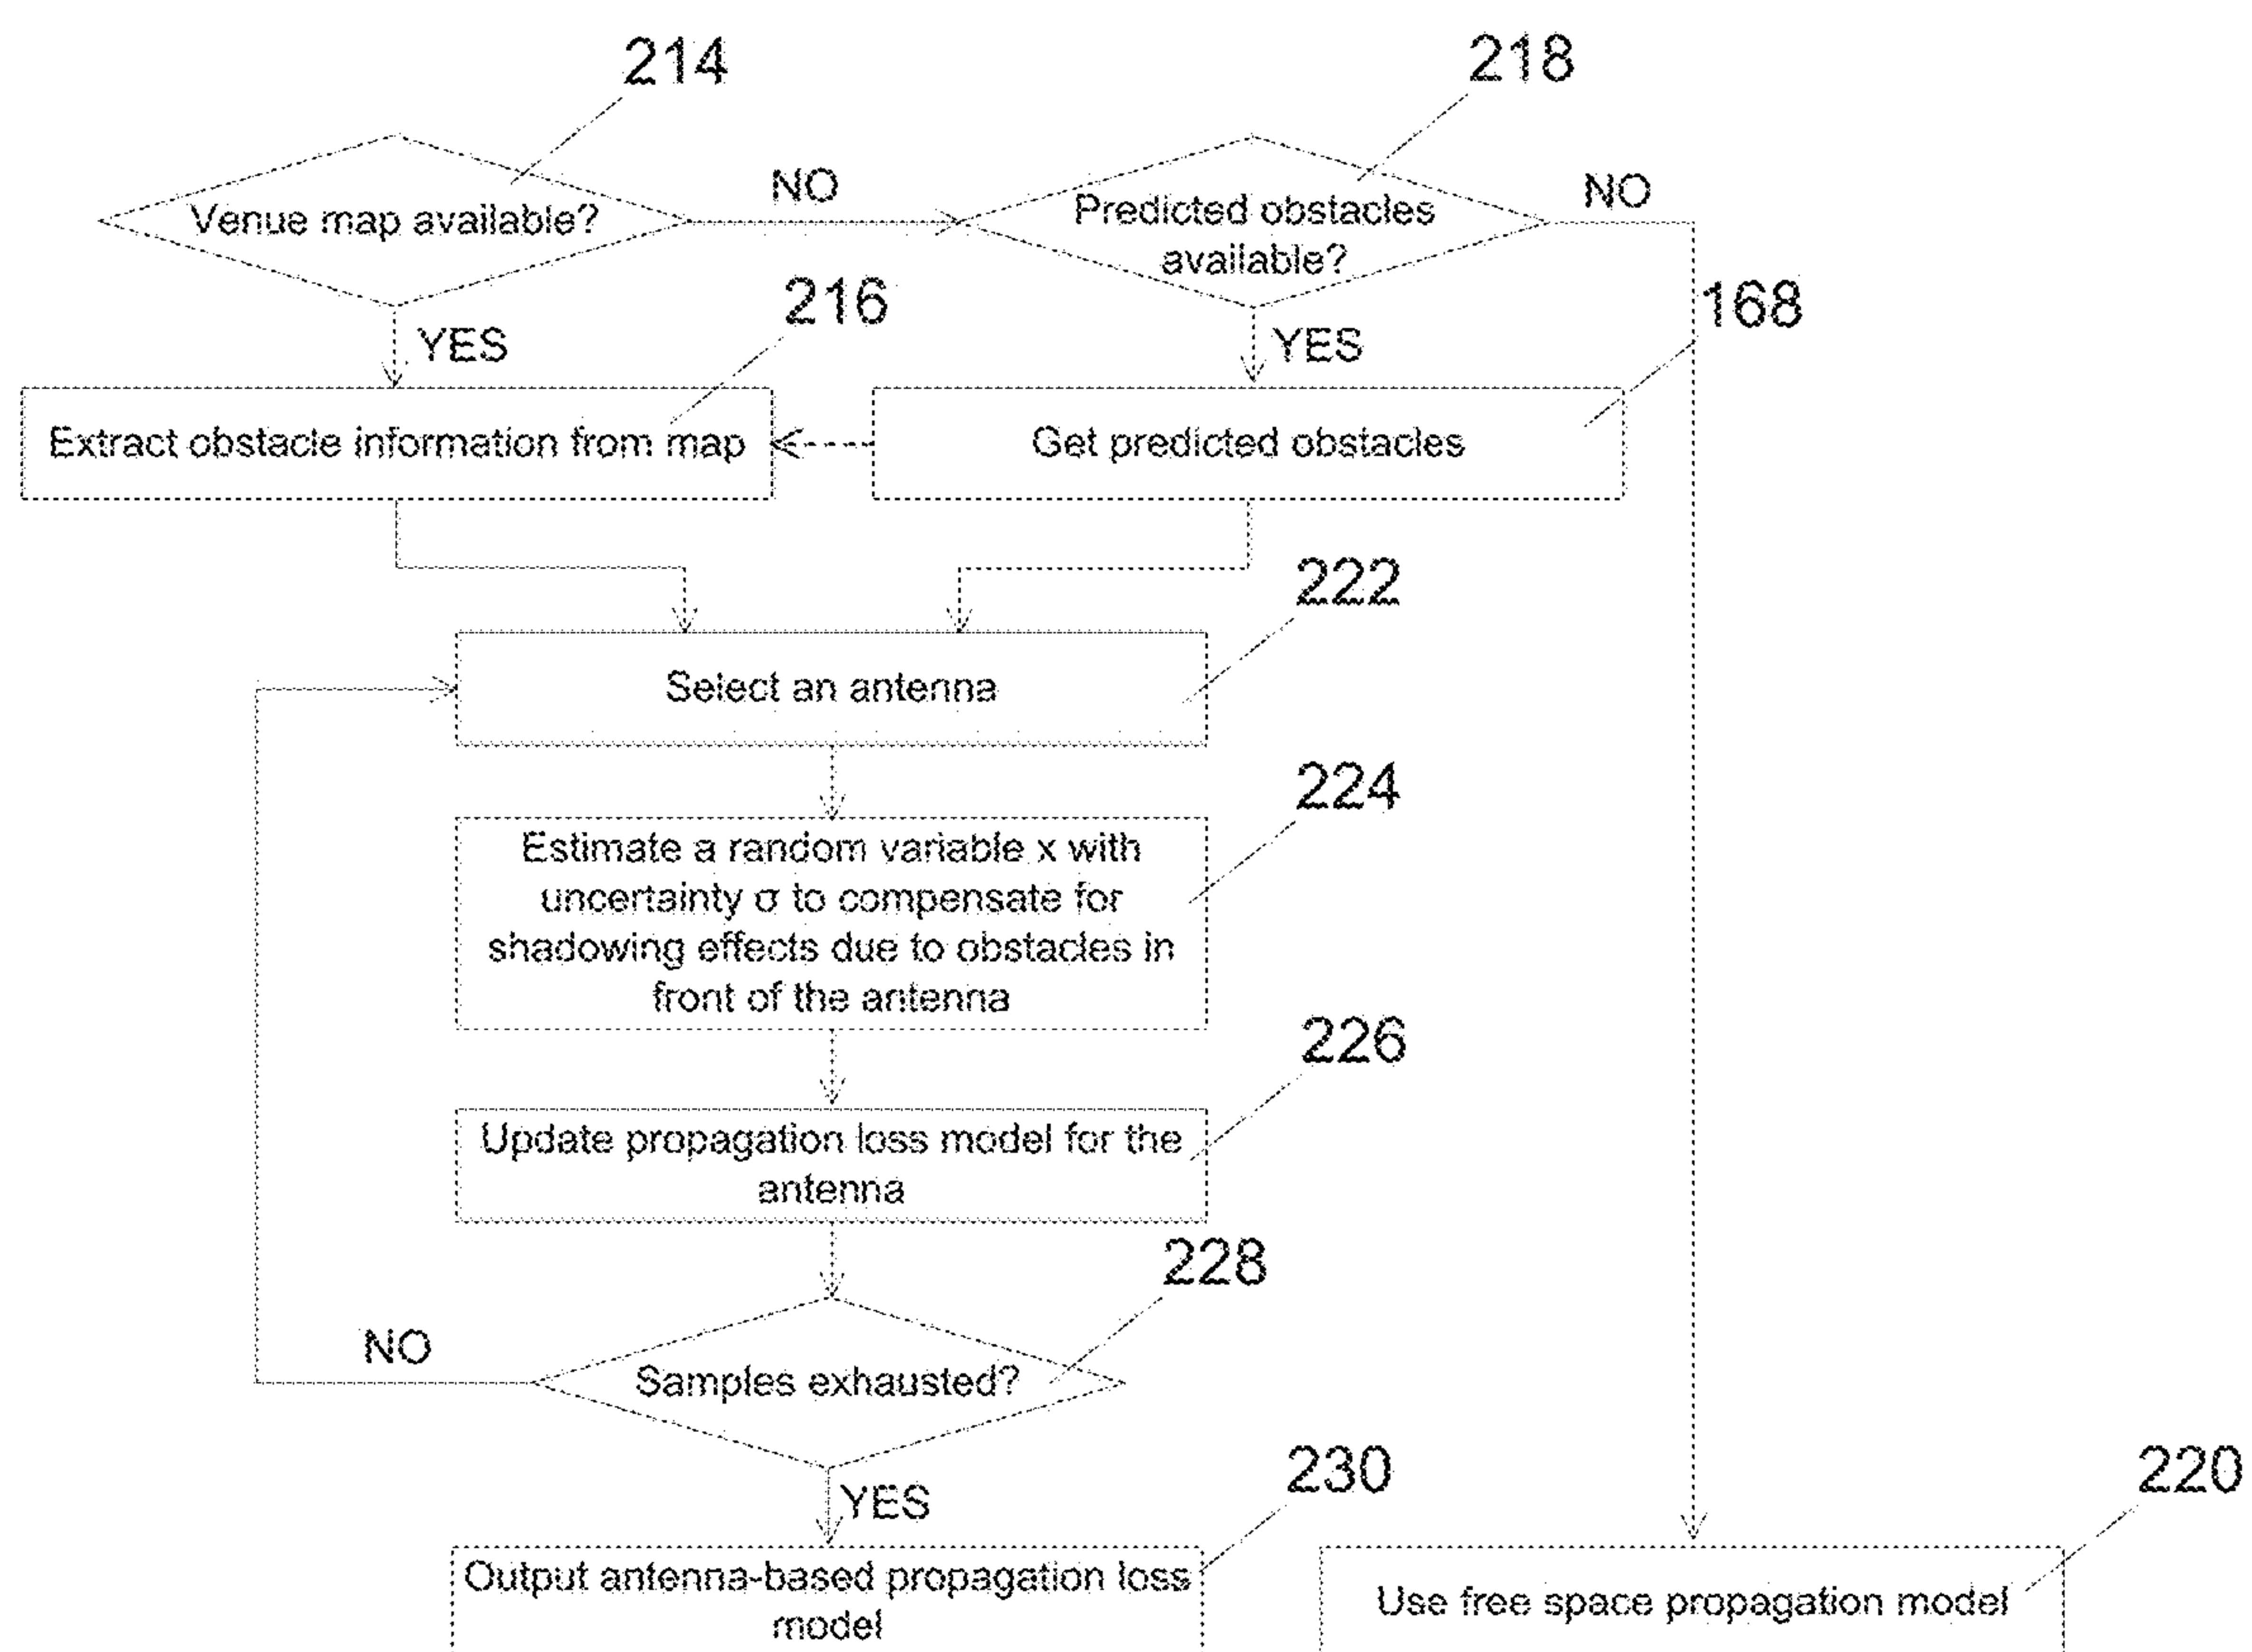 214
218
Venue map available?
NO
Predicted obstacles
available?
NO
216
168
YES
YES
Extract obstacle information from map
Get predicted obstacles
222
Select an antenna
224
Estimate a random variable x with
uncertainty σ to compensate for
shadowing effects due to obstacles in
front of the antenna
226
Update propagation loss model for the
antenna
228
NO
Samples exhausted?
230
220
YES
Output antenna-based propagation loss
model
Use free space propagation model